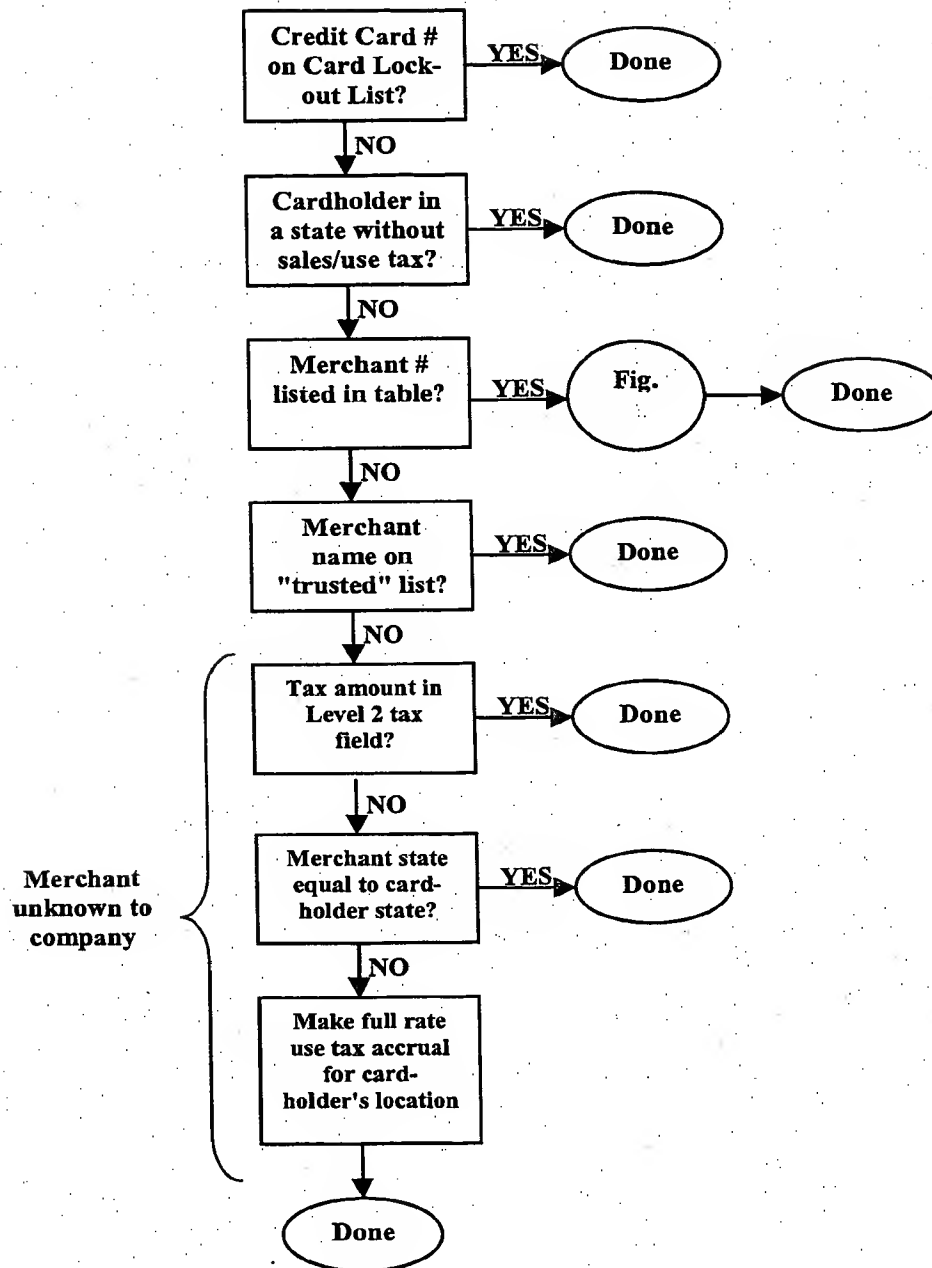 Credit Card #
on Card Lock-
out List?
YES
Done
NO
Cardholder in
a state without
sales/use tax?
YES
Done
NO
Merchant #
listed in table?
YES
Fig.
Done
NO
Merchant
name on
"trusted" list?
YES
Done
NO
Merchant
unknown to
company
Tax amount in
Level 2 tax
field?
YES
Done
NO
Merchant state
equal to card-
holder state?
YES
Done
NO
Make full rate
use tax accrual
for card-
holder's location
Done